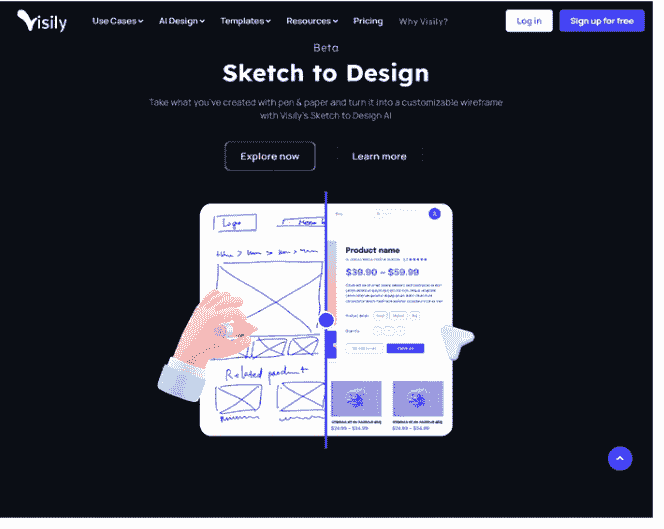 Visily
Use Cases AI Design Templates Resources Pricing Why Visily? Log in Sign up for free
Beta
Sketch to Design
Take what you've created with pen & paper and turn it into a customizable wireframe
with Visily's Sketch to Design AI
Explore now Learn more
Logo Menu
Product name
$39.90 – $59.99
Related product
$24.99 – $34.99 $24.99 – $34.99